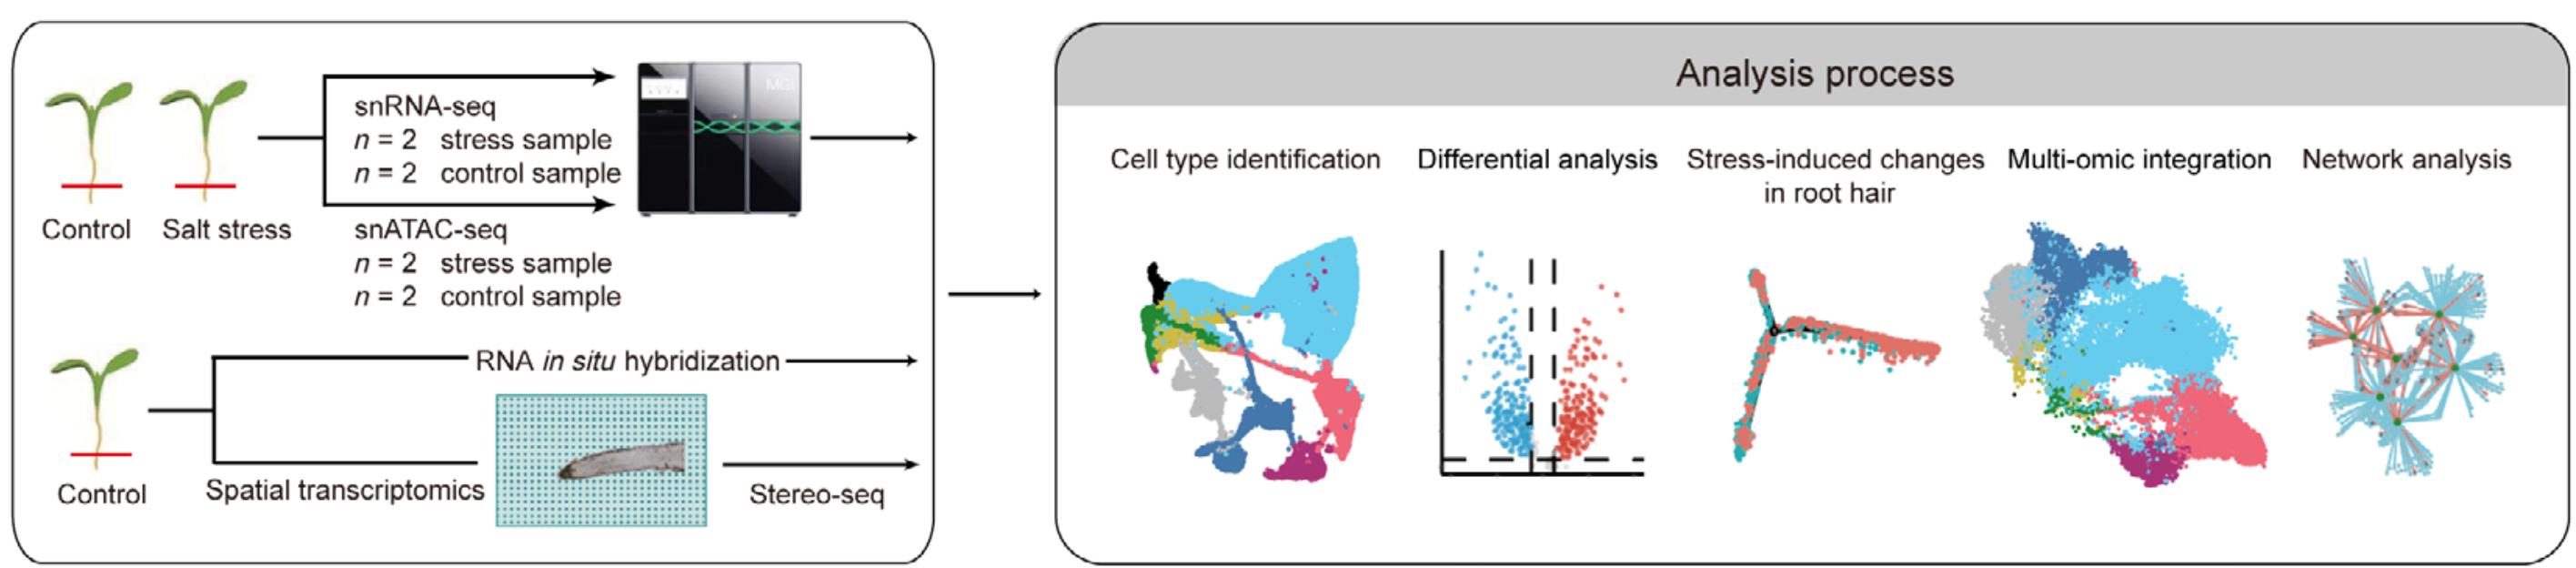 snRNA-seq
n = 2 stress sample
n = 2 control sample
MGI
Control
Salt stress
snATAC-seq
n = 2 stress sample
n = 2 control sample
RNA in situ hybridization
Control
Spatial transcriptomics
Stereo-seq
Analysis process
Cell type identification
Differential analysis
Stress-induced changes
in root hair
Multi-omic integration
Network analysis